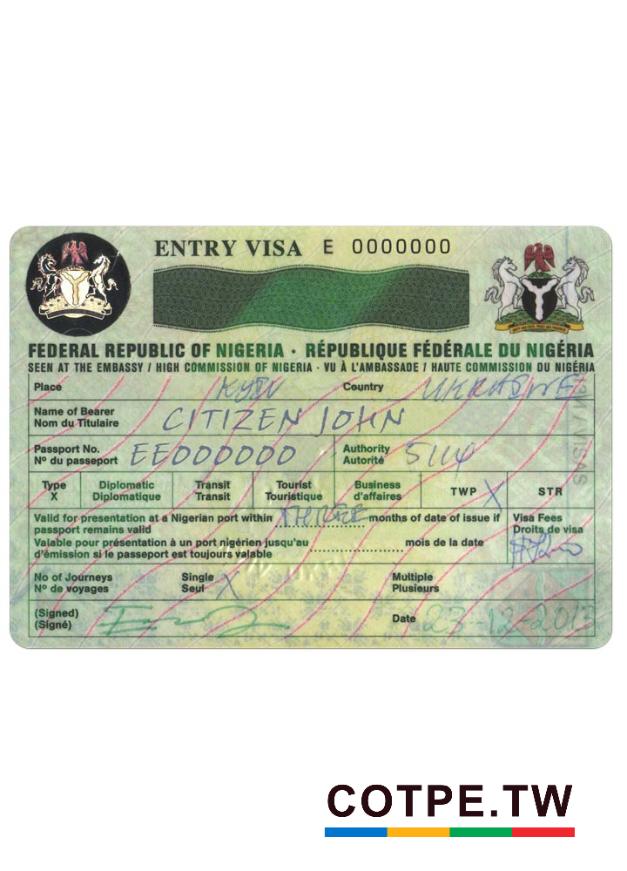 ENTRY VISA E 0000000
FEDERAL REPUBLIC OF NIGERIA · RÉPUBLIQUE FÉDÉRALE DU NIGÉRIA
SEEN AT THE EMBASSY / HIGH COMMISSION OF NIGERIA · VU À L'AMBASSADE / HAUTE COMMISSION DU NIGÉRIA
Place KYIV Country UKRAINE
Name of Bearer
Nom du Titulaire CITIZEN JOHN
Passport No. Authority
Nº du passeport EE000000 Autorité 5114
Type Diplomatic Transit Tourist Business TWP X STR
X Diplomatique Transit Touristique d'affaires
Valid for presentation at a Nigerian port within THREE months of date of issue if Visa Fees
passport remains valid Droits de visa
Valable pour présentation à un port nigérien jusqu'au .................... mois de la date
d'émission si le paseport est toujours valable
No of Journeys Single Multiple
Nº de voyages Seul X Plusieurs
(Signed) Date 23-12-2013
(Signé)
VISAS
COTPE.TW